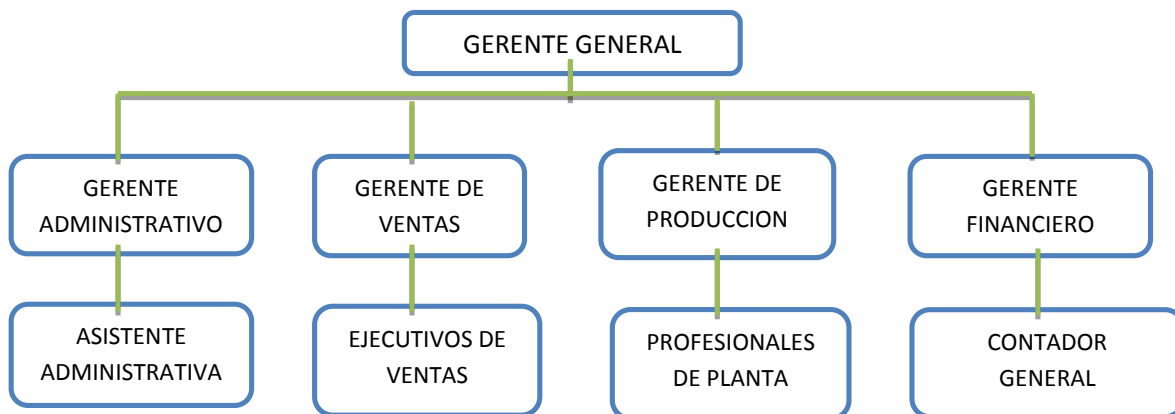 GERENTE GENERAL
GERENTE
ADMINISTRATIVO
GERENTE DE
VENTAS
GERENTE DE
PRODUCCION
GERENTE
FINANCIERO
ASISTENTE
ADMINISTRATIVA
EJECUTIVOS DE
VENTAS
PROFESIONALES
DE PLANTA
CONTADOR
GENERAL